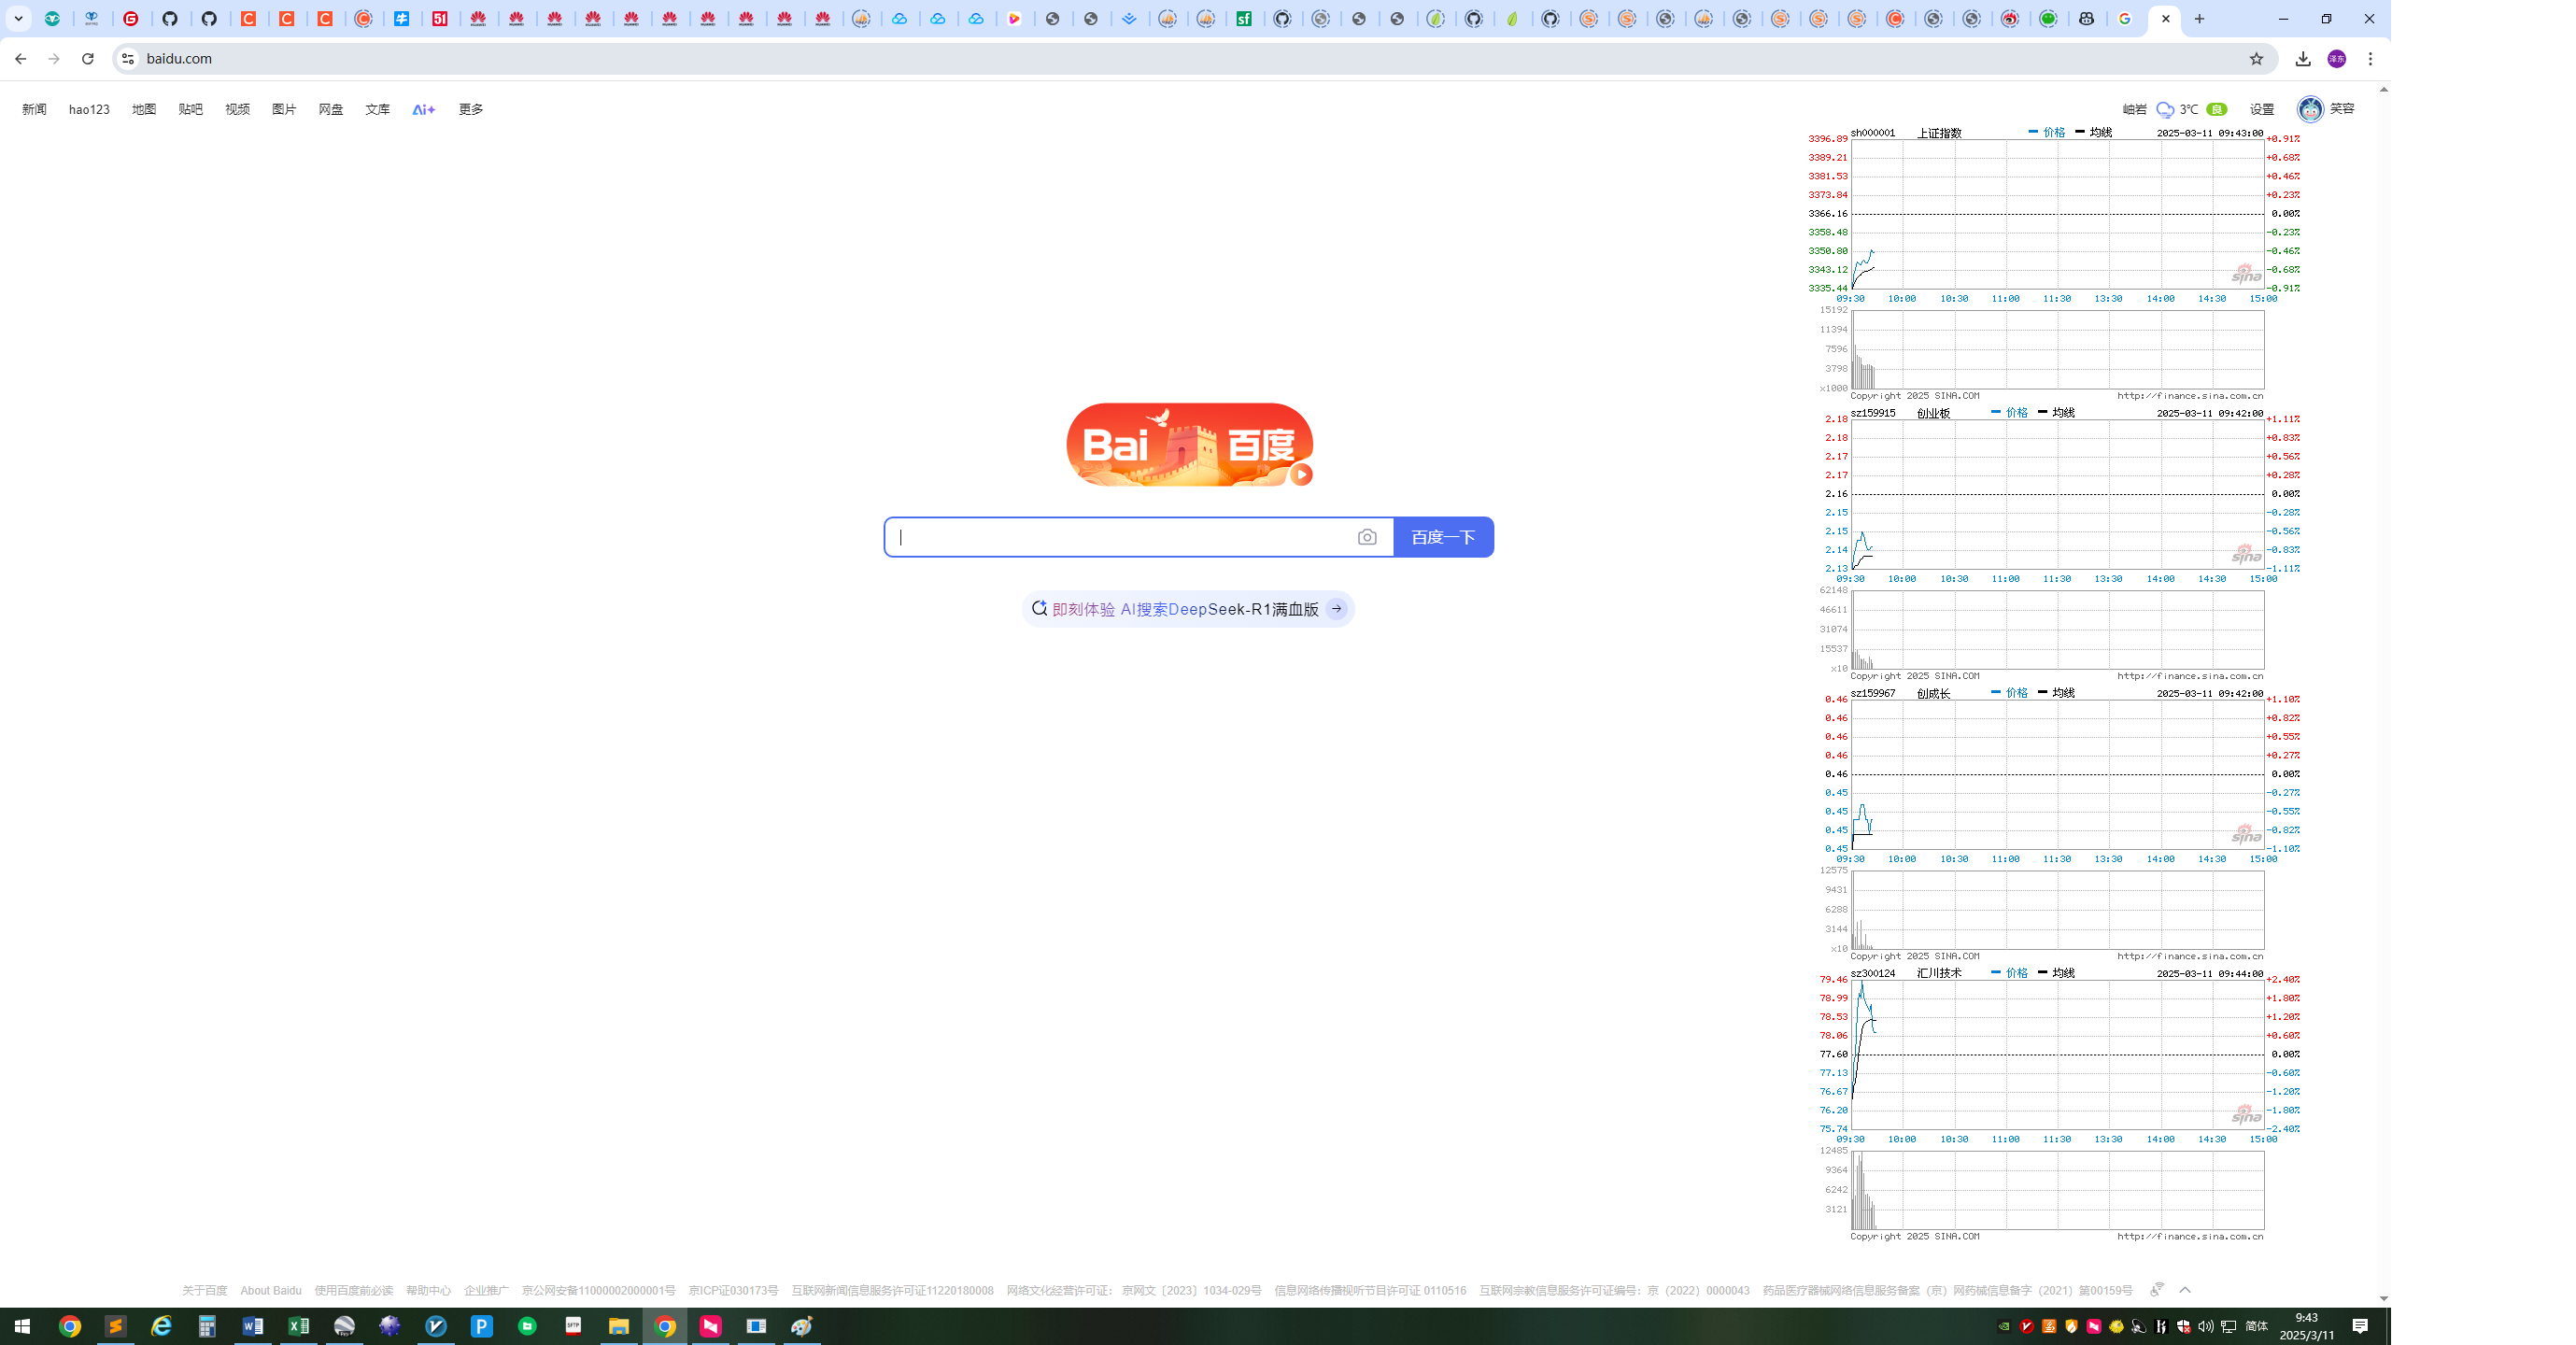 baidu.com
泽东
新闻 hao123 地图 贴吧 视频 图片 网盘 文库 Ai+ 更多
岫岩 3℃ 良 设置 笑容
sh000001 上证指数 价格 均线 2025-03-11 09:43:00
3396.89 +0.91%
3389.21 +0.68%
3381.53 +0.46%
3373.84 +0.23%
3366.16 0.00%
3358.48 -0.23%
3350.80 -0.46%
3343.12 -0.68%
sina
3335.44 -0.91%
09:30 10:00 10:30 11:00 11:30 13:30 14:00 14:30 15:00
15192
11394
7596
3798
x1000
Copyright 2025 SINA.COM http://finance.sina.com.cn
sz159915 创业板 价格 均线 2025-03-11 09:42:00
2.18 +1.11%
2.18 +0.83%
2.17 +0.56%
2.17 +0.28%
2.16 0.00%
2.15 -0.28%
2.15 -0.56%
2.14 -0.83%
sina
2.13 -1.11%
09:30 10:00 10:30 11:00 11:30 13:30 14:00 14:30 15:00
62148
46611
31074
15537
x10
Copyright 2025 SINA.COM http://finance.sina.com.cn
sz159967 创成长 价格 均线 2025-03-11 09:42:00
0.46 +1.10%
0.46 +0.82%
0.46 +0.55%
0.46 +0.27%
0.46 0.00%
0.45 -0.27%
0.45 -0.55%
0.45 -0.82%
sina
0.45 -1.10%
09:30 10:00 10:30 11:00 11:30 13:30 14:00 14:30 15:00
12575
9431
6288
3144
x10
Copyright 2025 SINA.COM http://finance.sina.com.cn
sz300124 汇川技术 价格 均线 2025-03-11 09:44:00
79.46 +2.40%
78.99 +1.80%
78.53 +1.20%
78.06 +0.60%
77.60 0.00%
77.13 -0.60%
76.67 -1.20%
76.20 -1.80%
sina
75.74 -2.40%
09:30 10:00 10:30 11:00 11:30 13:30 14:00 14:30 15:00
12485
9364
6242
3121
Copyright 2025 SINA.COM http://finance.sina.com.cn
Bai 百度
百度一下
即刻体验 AI搜索DeepSeek-R1满血版
关于百度 About Baidu 使用百度前必读 帮助中心 企业推广 京公网安备11000002000001号 京ICP证030173号 互联网新闻信息服务许可证11220180008 网络文化经营许可证: 京网文〔2023〕1034-029号 信息网络传播视听节目许可证 0110516 互联网宗教信息服务许可证编号: 京（2022）0000043 药品医疗器械网络信息服务备案（京）网药械信息备字（2021）第00159号
简体
9:43
2025/3/11